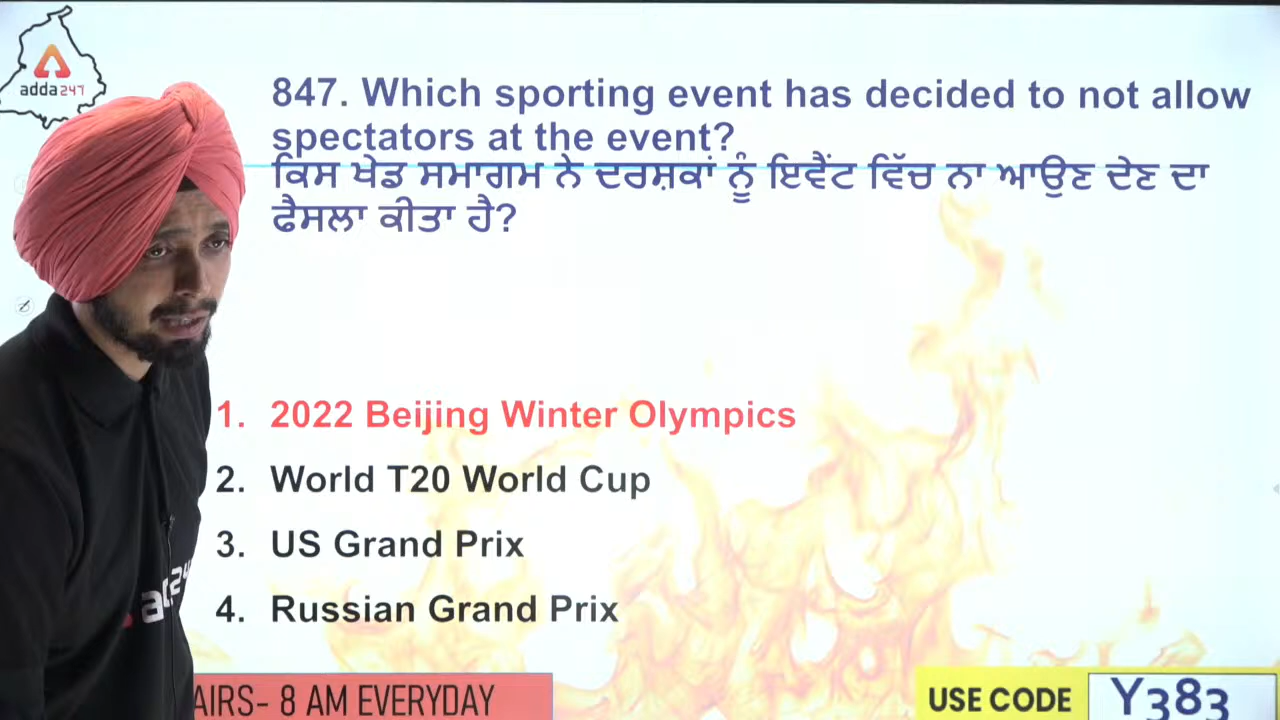 adda247
847. Which sporting event has decided to not allow
spectators at the event?
ਕਿਸ ਖੇਡ ਸਮਾਗਮ ਨੇ ਦਰਸ਼ਕਾਂ ਨੂੰ ਇਵੈਂਟ ਵਿੱਚ ਨਾ ਆਉਣ ਦੇਣ ਦਾ
ਫੈਸਲਾ ਕੀਤਾ ਹੈ?
1. 2022 Beijing Winter Olympics
2. World T20 World Cup
3. US Grand Prix
4. Russian Grand Prix
AIRS- 8 AM EVERYDAY
USE CODE Y383